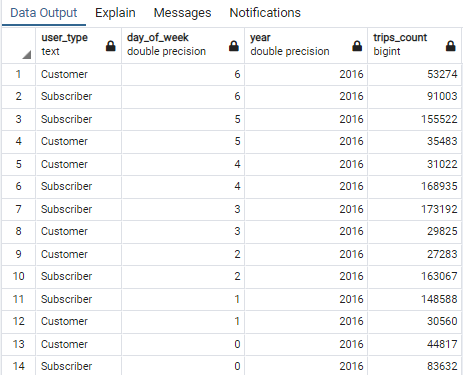 Data Output Explain Messages Notifications
user_type day_of_week year trips_count
text double precision double precision bigint
1 Customer 6 2016 53274
2 Subscriber 6 2016 91003
3 Subscriber 5 2016 155522
4 Customer 5 2016 35483
5 Customer 4 2016 31022
6 Subscriber 4 2016 168935
7 Subscriber 3 2016 173192
8 Customer 3 2016 29825
9 Customer 2 2016 27283
10 Subscriber 2 2016 163067
11 Subscriber 1 2016 148588
12 Customer 1 2016 30560
13 Customer 0 2016 44817
14 Subscriber 0 2016 83632